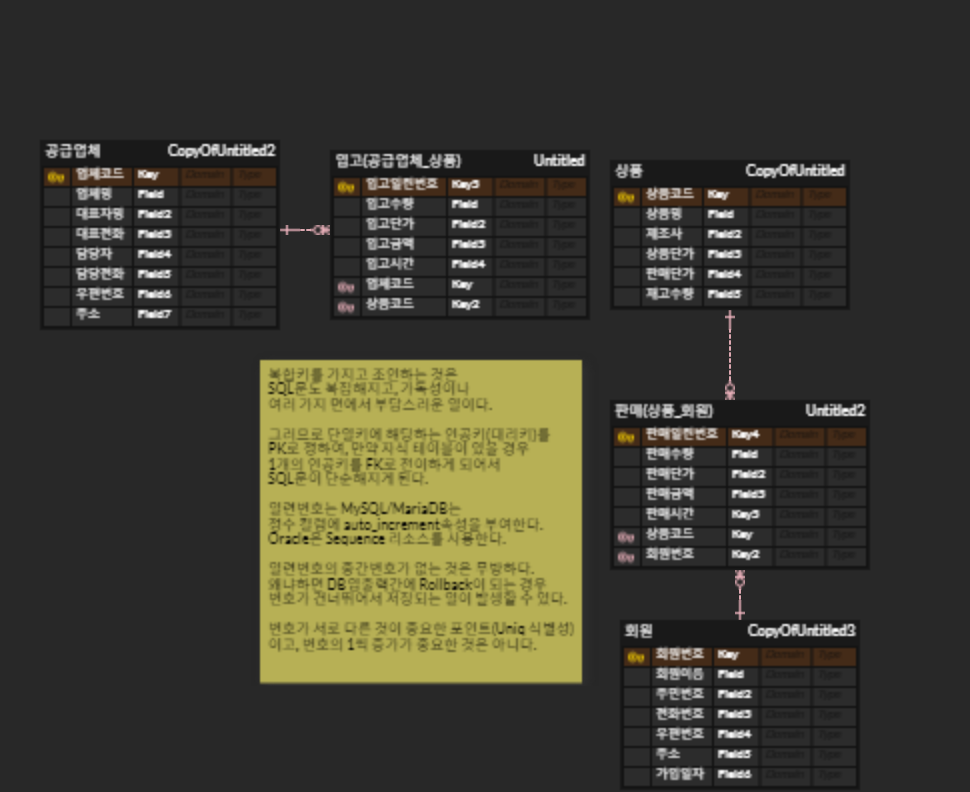 공급업체 CopyOfUntitled2
업체코드 Key Domain Type
업체명 Field Domain Type
대표자명 Field2 Domain Type
대표전화 Field3 Domain Type
담당자 Field4 Domain Type
담당전화 Field5 Domain Type
우편번호 Field6 Domain Type
주소 Field7 Domain Type
입고(공급업체_상품) Untitled
입고일련번호 Key3 Domain Type
입고수량 Field Domain Type
입고단가 Field2 Domain Type
입고금액 Field3 Domain Type
입고시간 Field4 Domain Type
업체코드 Key Domain Type
상품코드 Key2 Domain Type
상품 CopyOfUntitled
상품코드 Key Domain Type
상품명 Field Domain Type
제조사 Field2 Domain Type
상품단가 Field3 Domain Type
판매단가 Field4 Domain Type
재고수량 Field5 Domain Type
복합키를 가지고 조인하는 것은
SQL문도 복잡해지고, 가독성이나
여러 가지 면에서 부담스러운 일이다.
그러므로 단일키에 해당하는 인공키(대리키)를
PK로 정하여, 만약 자식 테이블이 있을 경우
1개의 인공키를 FK로 전이하게 되어서
SQL문이 단순해지게 된다.
일련번호는 MySQL/MariaDB는
정수 컬럼에 auto_increment속성을 부여한다.
Oracle은 Sequence 리소스를 사용한다.
일련번호의 중간번호가 없는 것은 무방하다.
왜냐하면 DB입출력간에 Rollback이 되는 경우
번호가 건너뛰어서 저장되는 일이 발생할 수 있다.
번호가 서로 다른 것이 중요한 포인트(Uniq 식별성)
이고, 번호의 1씩 증가가 중요한 것은 아니다.
판매(상품_회원) Untitled2
판매일련번호 Key4 Domain Type
판매수량 Field Domain Type
판매단가 Field2 Domain Type
판매금액 Field3 Domain Type
판매시간 Key3 Domain Type
상품코드 Key Domain Type
회원번호 Key2 Domain Type
회원 CopyOfUntitled3
회원번호 Key Domain Type
회원이름 Field Domain Type
주민번호 Field2 Domain Type
전화번호 Field3 Domain Type
우편번호 Field4 Domain Type
주소 Field5 Domain Type
가입일자 Field6 Domain Type